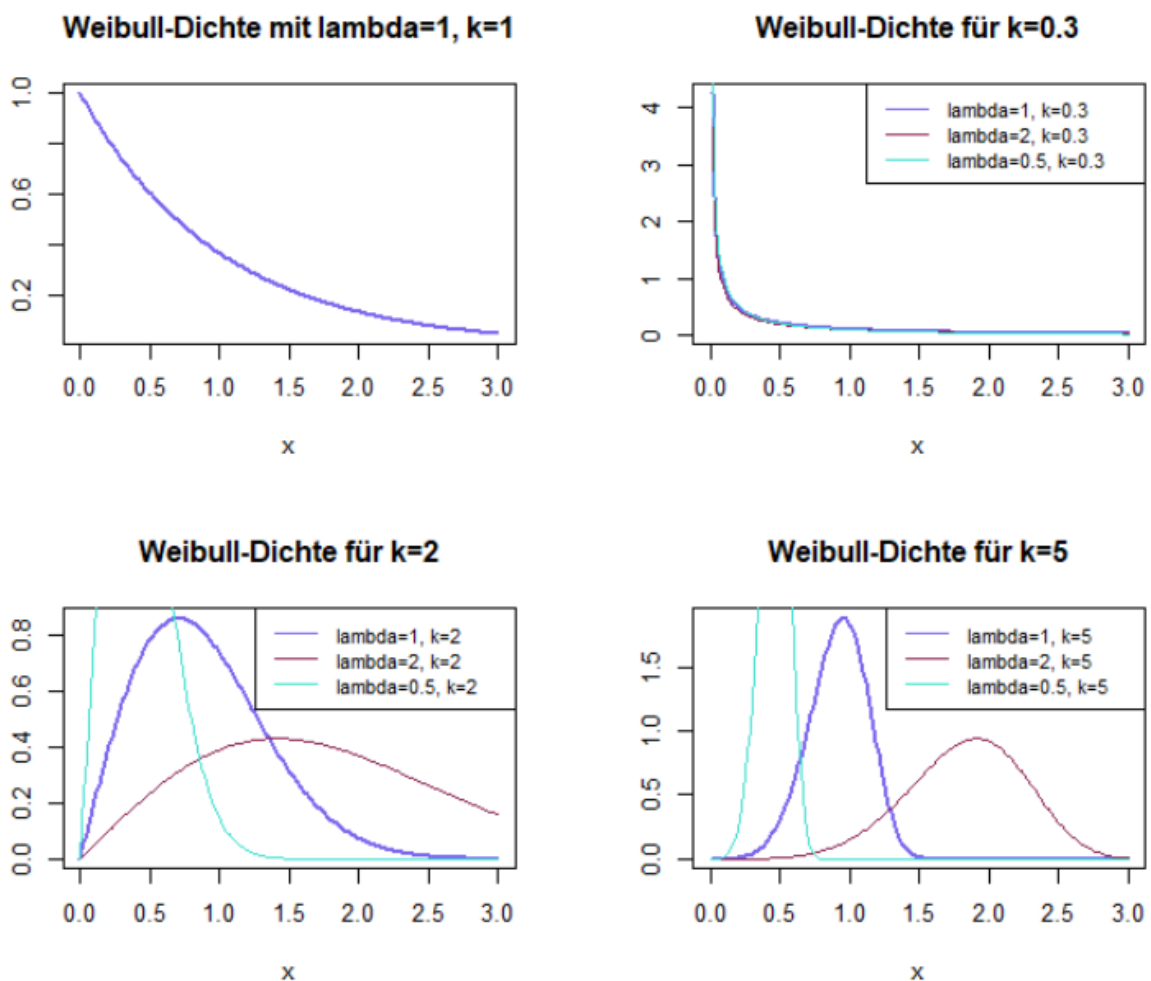 Weibull-Dichte mit lambda=1, k=1
1.0
0.6
0.2
0.0 0.5 1.0 1.5 2.0 2.5 3.0
x
Weibull-Dichte für k=0.3
lambda=1, k=0.3
lambda=2, k=0.3
lambda=0.5, k=0.3
4
3
2
1
0
0.0 0.5 1.0 1.5 2.0 2.5 3.0
x
Weibull-Dichte für k=2
lambda=1, k=2
lambda=2, k=2
lambda=0.5, k=2
0.8
0.6
0.4
0.2
0.0
0.0 0.5 1.0 1.5 2.0 2.5 3.0
x
Weibull-Dichte für k=5
lambda=1, k=5
lambda=2, k=5
lambda=0.5, k=5
1.5
1.0
0.5
0.0
0.0 0.5 1.0 1.5 2.0 2.5 3.0
x